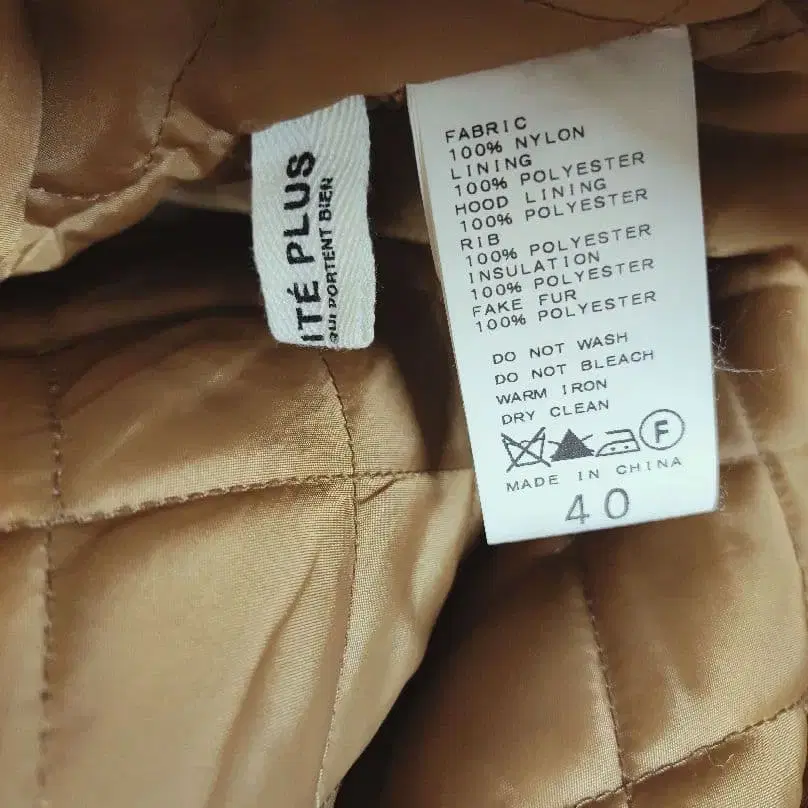 ITÉ PLUS
QUI PORTENT BIEN
FABRIC
100% NYLON
LINING
100% POLYESTER
HOOD LINING
100% POLYESTER
RIB
100% POLYESTER
INSULATION
100% POLYESTER
FAKE FUR
100% POLYESTER
DO NOT WASH
DO NOT BLEACH
WARM IRON
DRY CLEAN
F
MADE IN CHINA
40